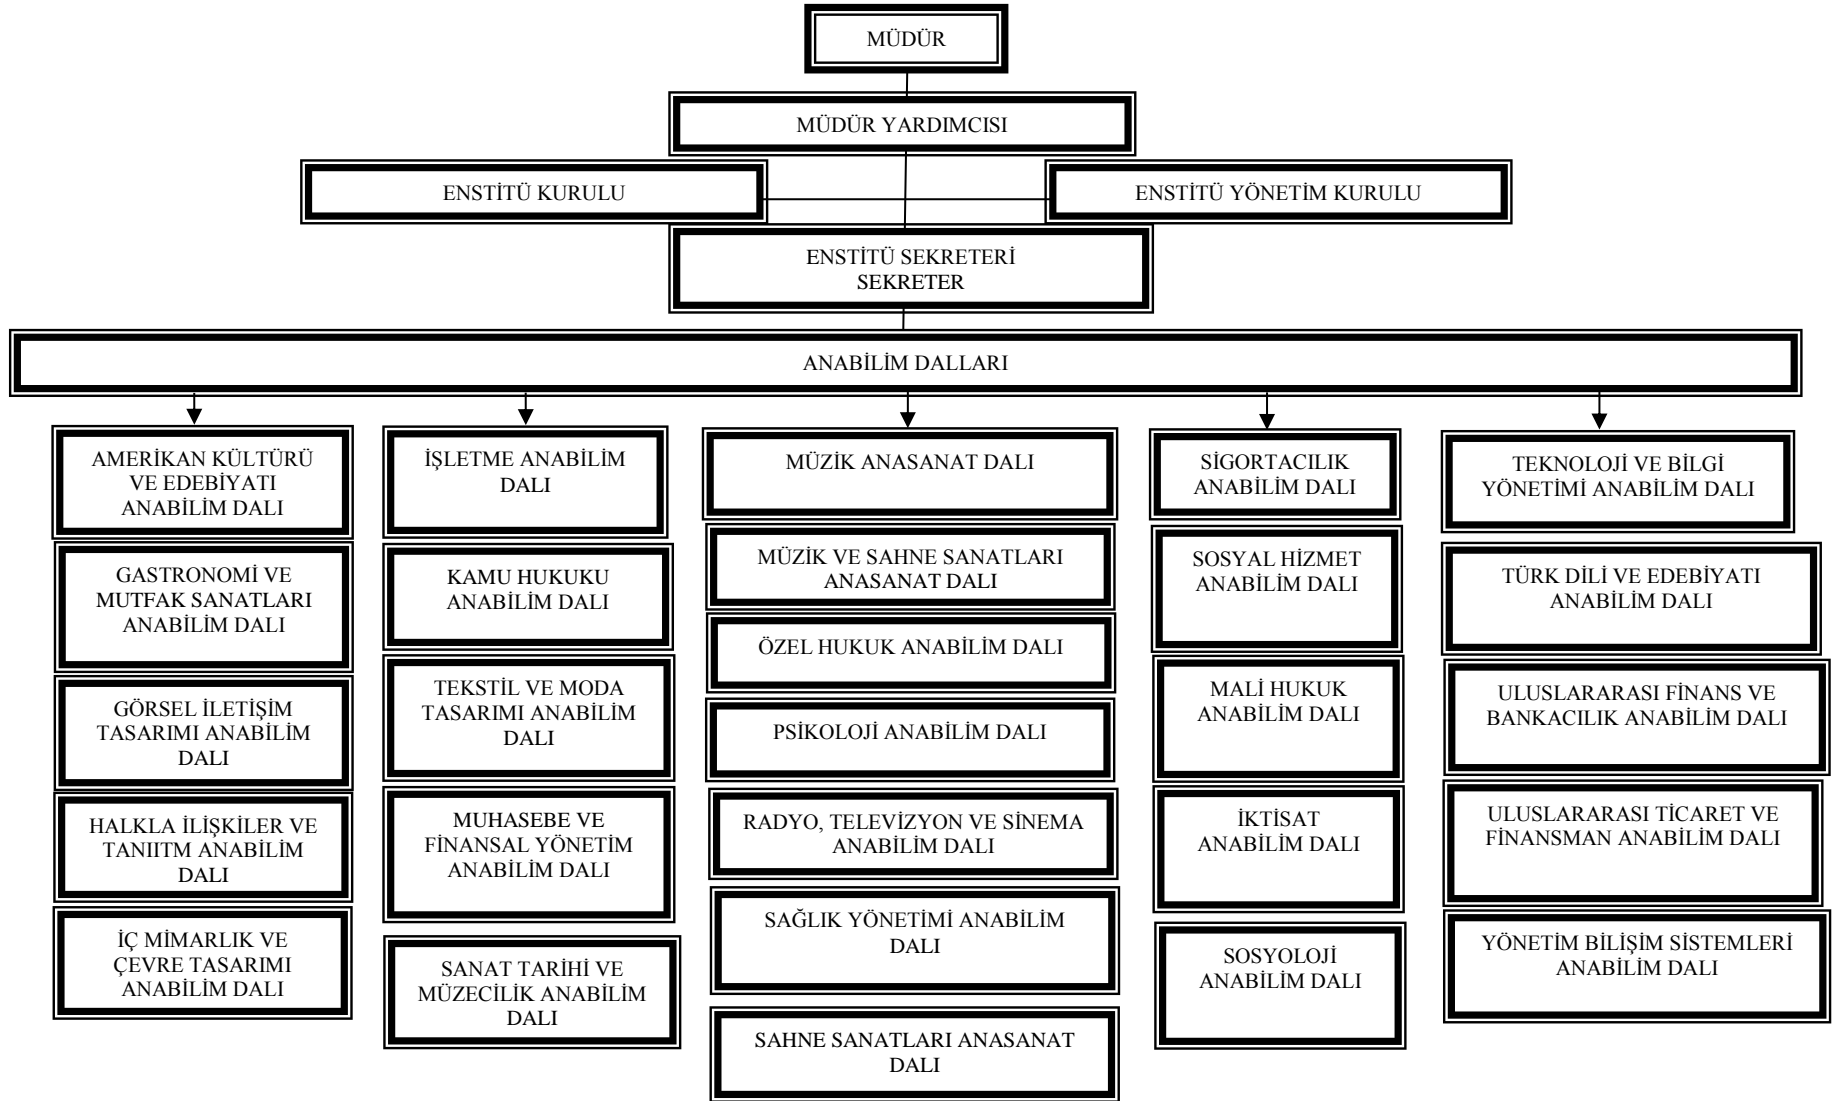 MÜDÜR
MÜDÜR YARDIMCISI
ENSTİTÜ KURULU
ENSTİTÜ YÖNETİM KURULU
ENSTİTÜ SEKRETERİ
SEKRETER
ANABİLİM DALLARI
AMERİKAN KÜLTÜRÜ
VE EDEBİYATI
ANABİLİM DALI
GASTRONOMİ VE
MUTFAK SANATLARI
ANABİLİM DALI
GÖRSEL İLETİŞİM
TASARIMI ANABİLİM
DALI
HALKLA İLİŞKİLER VE
TANIITM ANABİLİM
DALI
İÇ MİMARLIK VE
ÇEVRE TASARIMI
ANABİLİM DALI
İŞLETME ANABİLİM
DALI
KAMU HUKUKU
ANABİLİM DALI
TEKSTİL VE MODA
TASARIMI ANABİLİM
DALI
MUHASEBE VE
FİNANSAL YÖNETİM
ANABİLİM DALI
SANAT TARİHİ VE
MÜZECİLİK ANABİLİM
DALI
MÜZİK ANASANAT DALI
MÜZİK VE SAHNE SANATLARI
ANASANAT DALI
ÖZEL HUKUK ANABİLİM DALI
PSİKOLOJİ ANABİLİM DALI
RADYO, TELEVİZYON VE SİNEMA
ANABİLİM DALI
SAĞLIK YÖNETİMİ ANABİLİM
DALI
SAHNE SANATLARI ANASANAT
DALI
SİGORTACILIK
ANABİLİM DALI
SOSYAL HİZMET
ANABİLİM DALI
MALİ HUKUK
ANABİLİM DALI
İKTİSAT
ANABİLİM DALI
SOSYOLOJİ
ANABİLİM DALI
TEKNOLOJİ VE BİLGİ
YÖNETİMİ ANABİLİM DALI
TÜRK DİLİ VE EDEBİYATI
ANABİLİM DALI
ULUSLARARASI FİNANS VE
BANKACILIK ANABİLİM DALI
ULUSLARARASI TİCARET VE
FİNANSMAN ANABİLİM DALI
YÖNETİM BİLİŞİM SİSTEMLERİ
ANABİLİM DALI